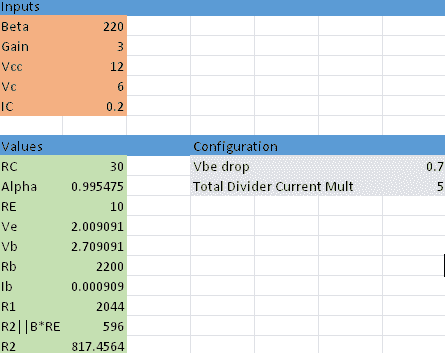 Inputs
Beta 220
Gain 3
Vcc 12
Vc 6
IC 0.2
Values Configuration
RC 30 Vbe drop 0.7
Alpha 0.995475 Total Divider Current Mult 5
RE 10
Ve 2.009091
Vb 2.709091
Rb 2200
Ib 0.000909
R1 2044
R2||B*RE 596
R2 817.4564